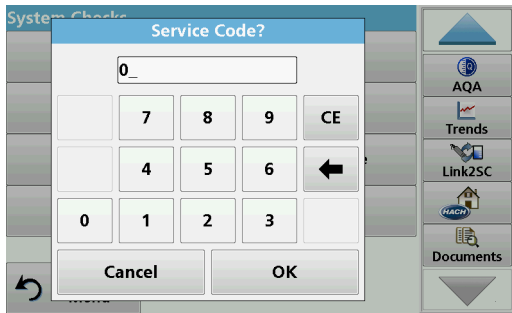 System Checks
Service Code?
0_
7 8 9 CE
4 5 6
0 1 2 3
Cancel OK
Menu
AQA
Trends
Link2SC
HACH
Documents